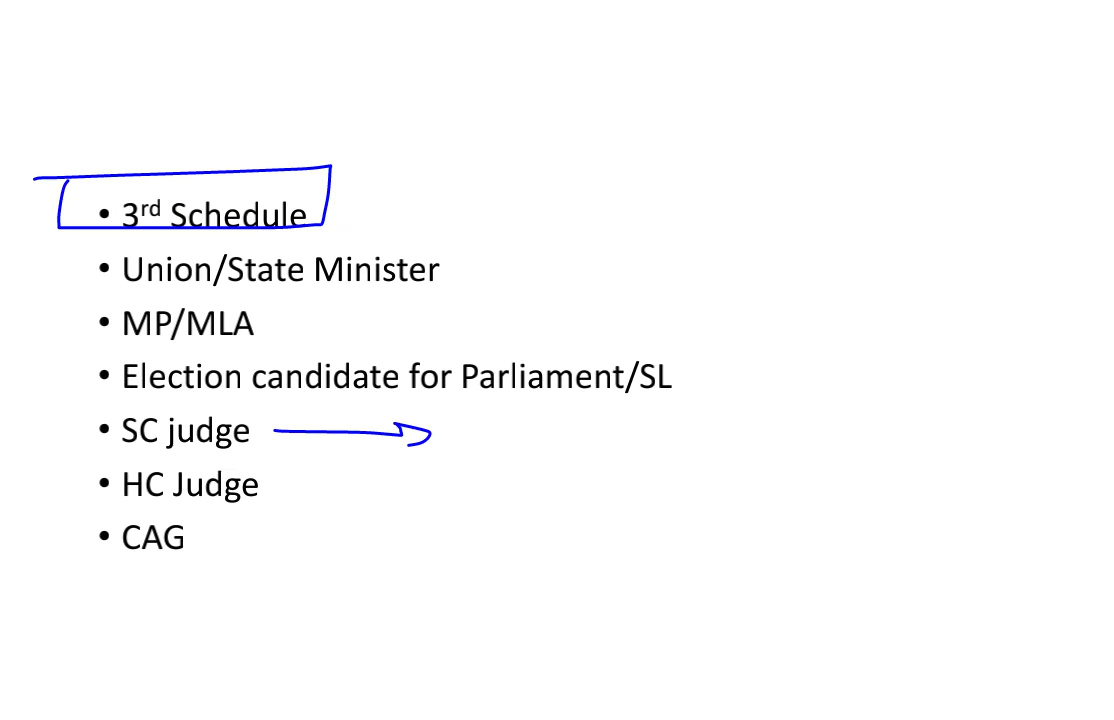 • 3rd Schedule
• Union/State Minister
• MP/MLA
• Election candidate for Parliament/SL
• SC judge
• HC Judge
• CAG